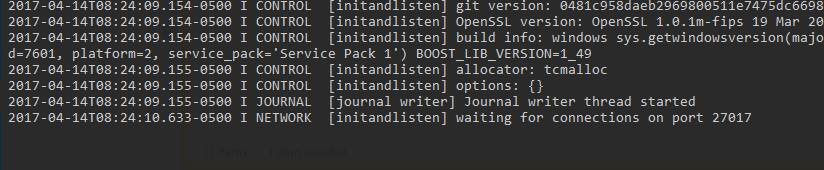 2017-04-14T08:24:09.154-0500 I CONTROL  [initandlisten] git version: 0481c958daeb2969800511e7475dc6698
2017-04-14T08:24:09.154-0500 I CONTROL  [initandlisten] OpenSSL version: OpenSSL 1.0.1m-fips 19 Mar 20
2017-04-14T08:24:09.154-0500 I CONTROL  [initandlisten] build info: windows sys.getwindowsversion(majo
d=7601, platform=2, service_pack='Service Pack 1') BOOST_LIB_VERSION=1_49
2017-04-14T08:24:09.155-0500 I CONTROL  [initandlisten] allocator: tcmalloc
2017-04-14T08:24:09.155-0500 I CONTROL  [initandlisten] options: {}
2017-04-14T08:24:09.155-0500 I JOURNAL  [journal writer] Journal writer thread started
2017-04-14T08:24:10.633-0500 I NETWORK  [initandlisten] waiting for connections on port 27017